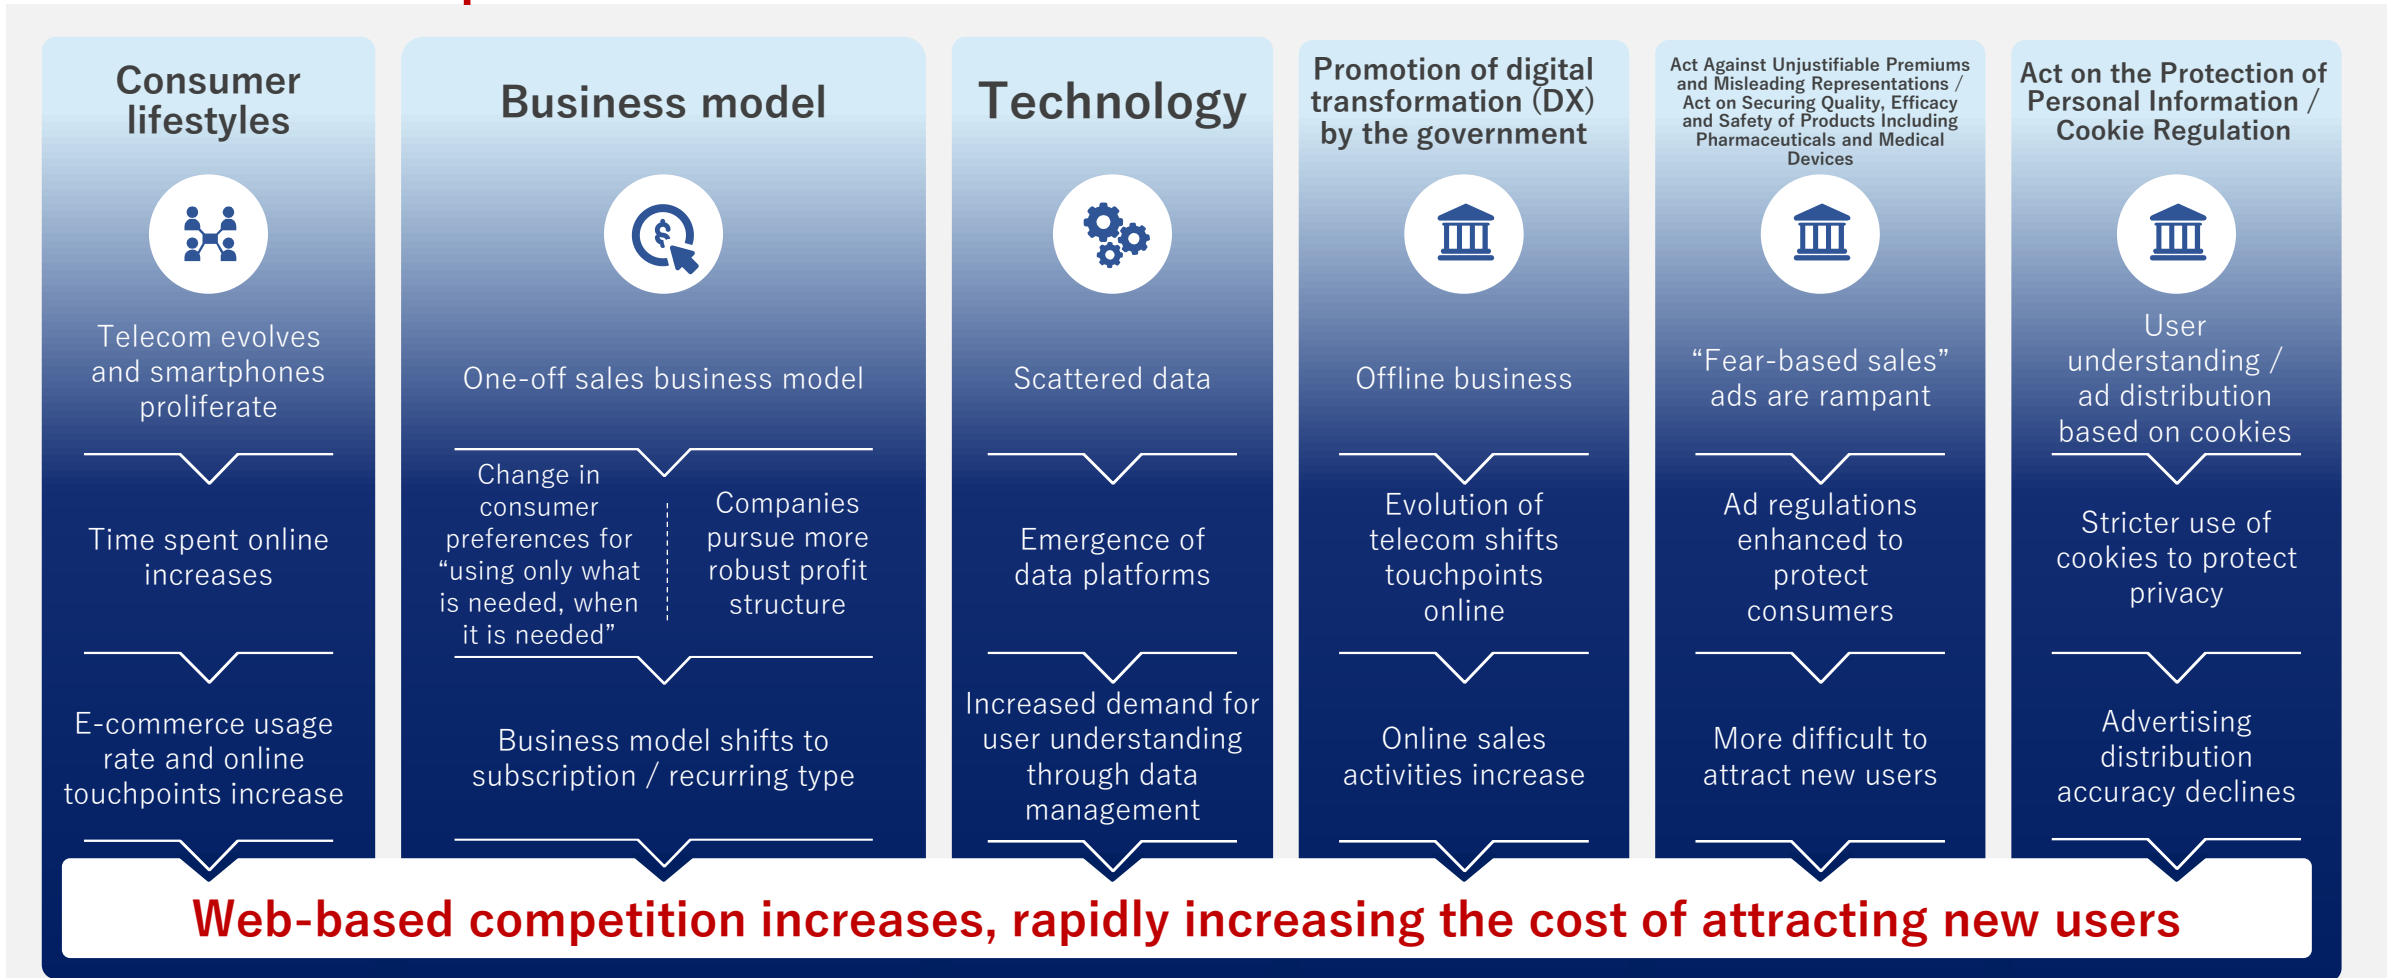 Consumer
lifestyles
Telecom evolves
and smartphones
proliferate
Time spent online
increases
E-commerce usage
rate and online
touchpoints increase
Business model
One-off sales business model
Change in
consumer
preferences for
“using only what
is needed, when
it is needed”
Companies
pursue more
robust profit
structure
Business model shifts to
subscription / recurring type
Technology
Scattered data
Emergence of
data platforms
Increased demand for
user understanding
through data
management
Promotion of digital
transformation (DX)
by the government
Offline business
Evolution of
telecom shifts
touchpoints
online
Online sales
activities increase
Act Against Unjustifiable Premiums
and Misleading Representations /
Act on Securing Quality, Efficacy
and Safety of Products Including
Pharmaceuticals and Medical
Devices
“Fear-based sales”
ads are rampant
Ad regulations
enhanced to
protect
consumers
More difficult to
attract new users
Act on the Protection of
Personal Information /
Cookie Regulation
User
understanding /
ad distribution
based on cookies
Stricter use of
cookies to protect
privacy
Advertising
distribution
accuracy declines
Web-based competition increases, rapidly increasing the cost of attracting new users